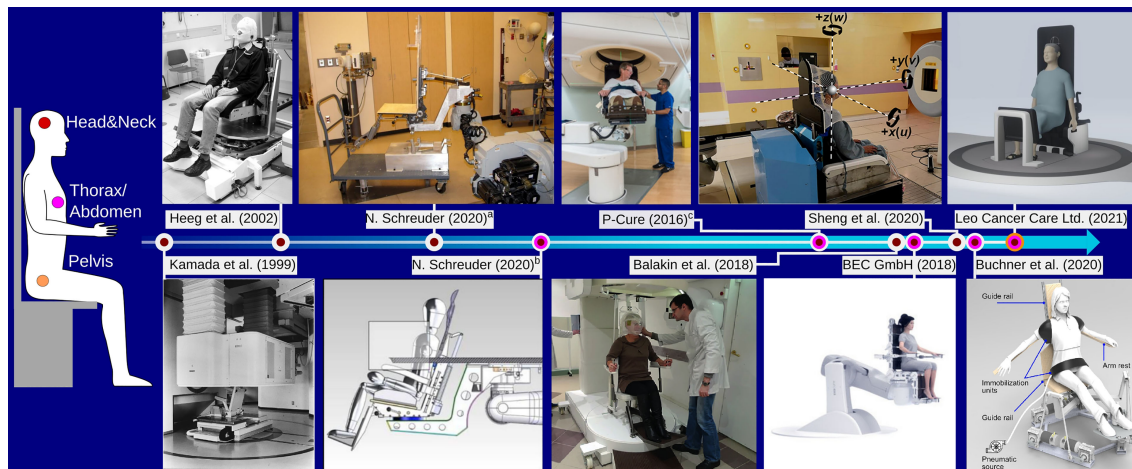 Head&Neck
Thorax/
Abdomen
Pelvis
+z(w)
+y(v)
+x(u)
Heeg et al. (2002)
N. Schreuder (2020)a
P-Cure (2016)c
Sheng et al. (2020)
Leo Cancer Care Ltd. (2021)
Kamada et al. (1999)
N. Schreuder (2020)b
Balakin et al. (2018)
BEC GmbH (2018)
Buchner et al. (2020)
Guide rail
Arm rest
Immobilization
units
Guide rail
Pneumatic
source